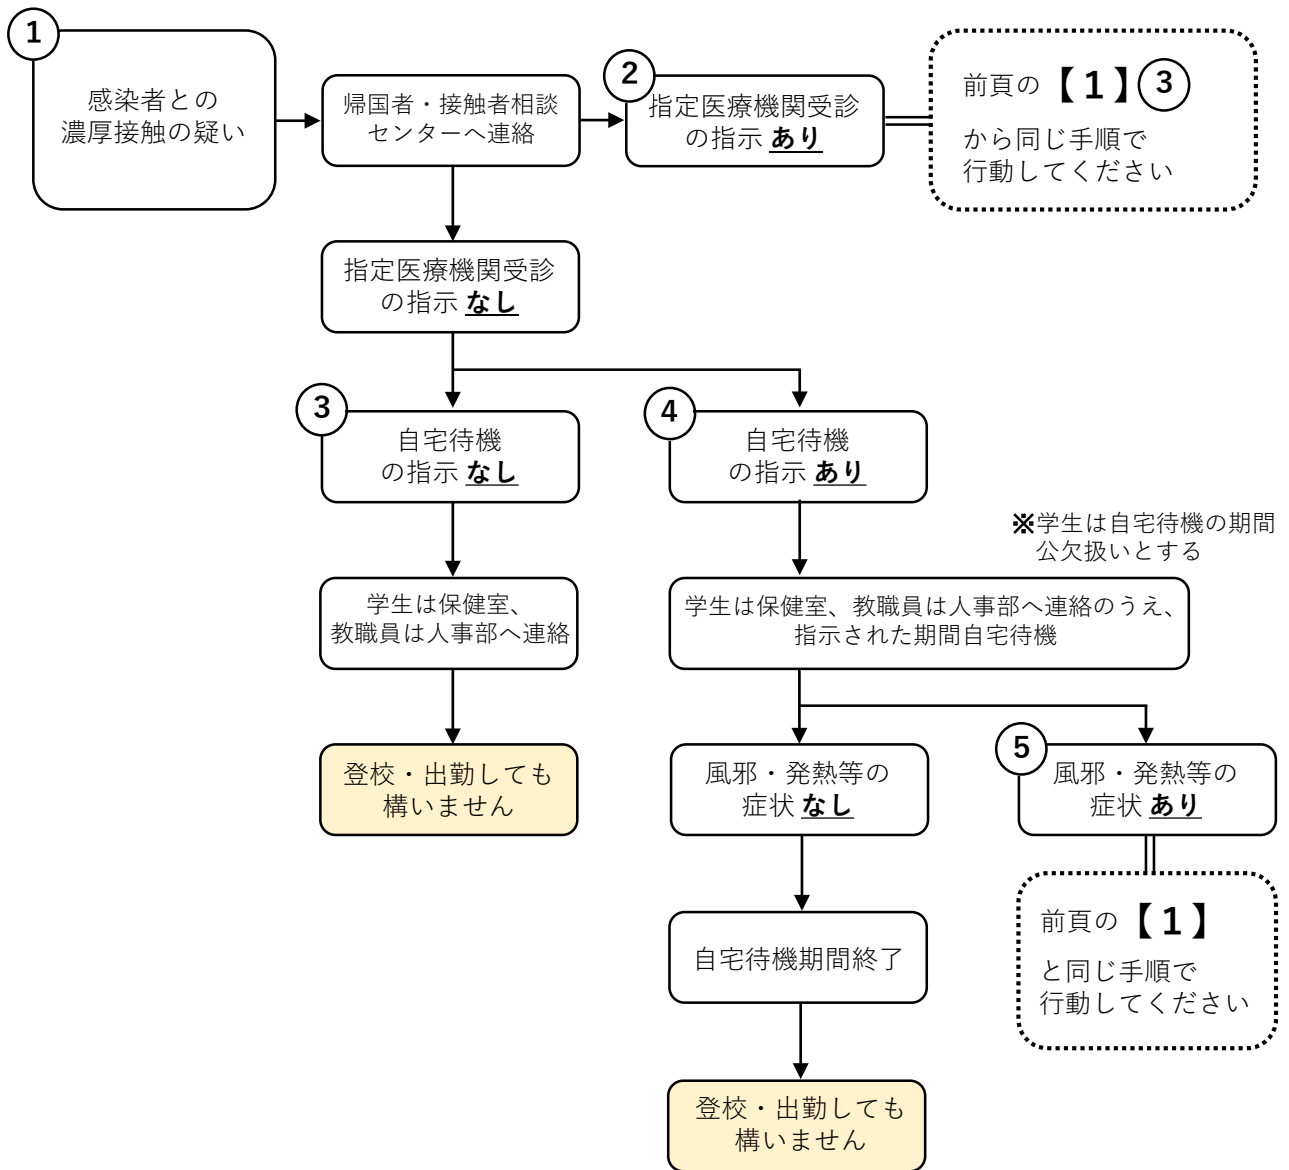 1
感染者との
濃厚接触の疑い
帰国者・接触者相談
センターへ連絡
2
指定医療機関受診
の指示 あり
前頁の【1】3
から同じ手順で
行動してください
指定医療機関受診
の指示 なし
3
自宅待機
の指示 なし
4
自宅待機
の指示 あり
※学生は自宅待機の期間
公欠扱いとする
学生は保健室、
教職員は人事部へ連絡
学生は保健室、教職員は人事部へ連絡のうえ、
指示された期間自宅待機
登校・出勤しても
構いません
風邪・発熱等の
症状 なし
5
風邪・発熱等の
症状 あり
自宅待機期間終了
前頁の【1】
と同じ手順で
行動してください
登校・出勤しても
構いません